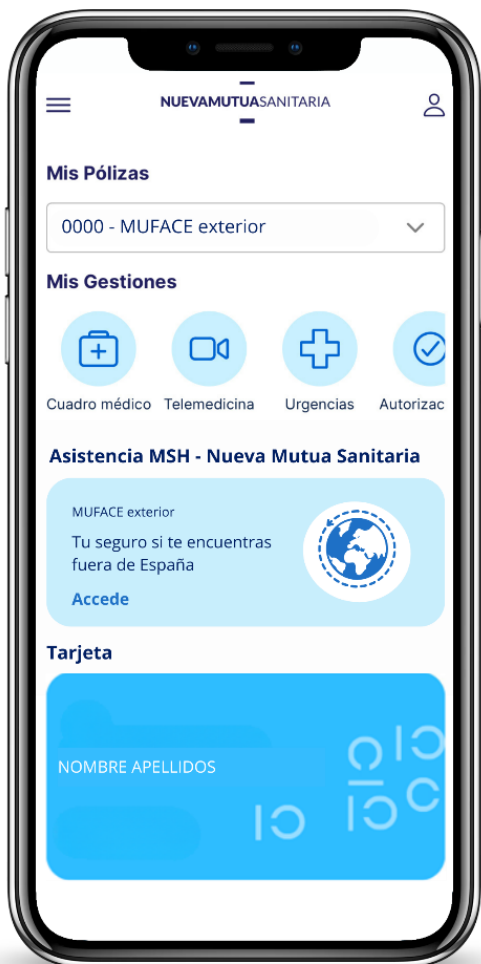 NUEVAMUTUASANITARIA
Mis Pólizas
0000 - MUFACE exterior
Mis Gestiones
Cuadro médico Telemedicina Urgencias Autorizac
Asistencia MSH - Nueva Mutua Sanitaria
MUFACE exterior
Tu seguro si te encuentras
fuera de España
Accede
Tarjeta
NOMBRE APELLIDOS